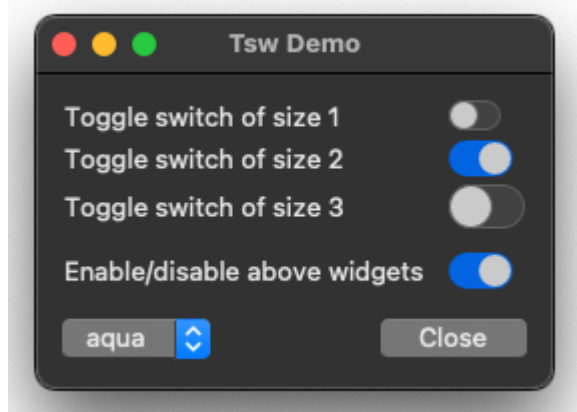 Tsw Demo
Toggle switch of size 1
Toggle switch of size 2
Toggle switch of size 3
Enable/disable above widgets
aqua
Close